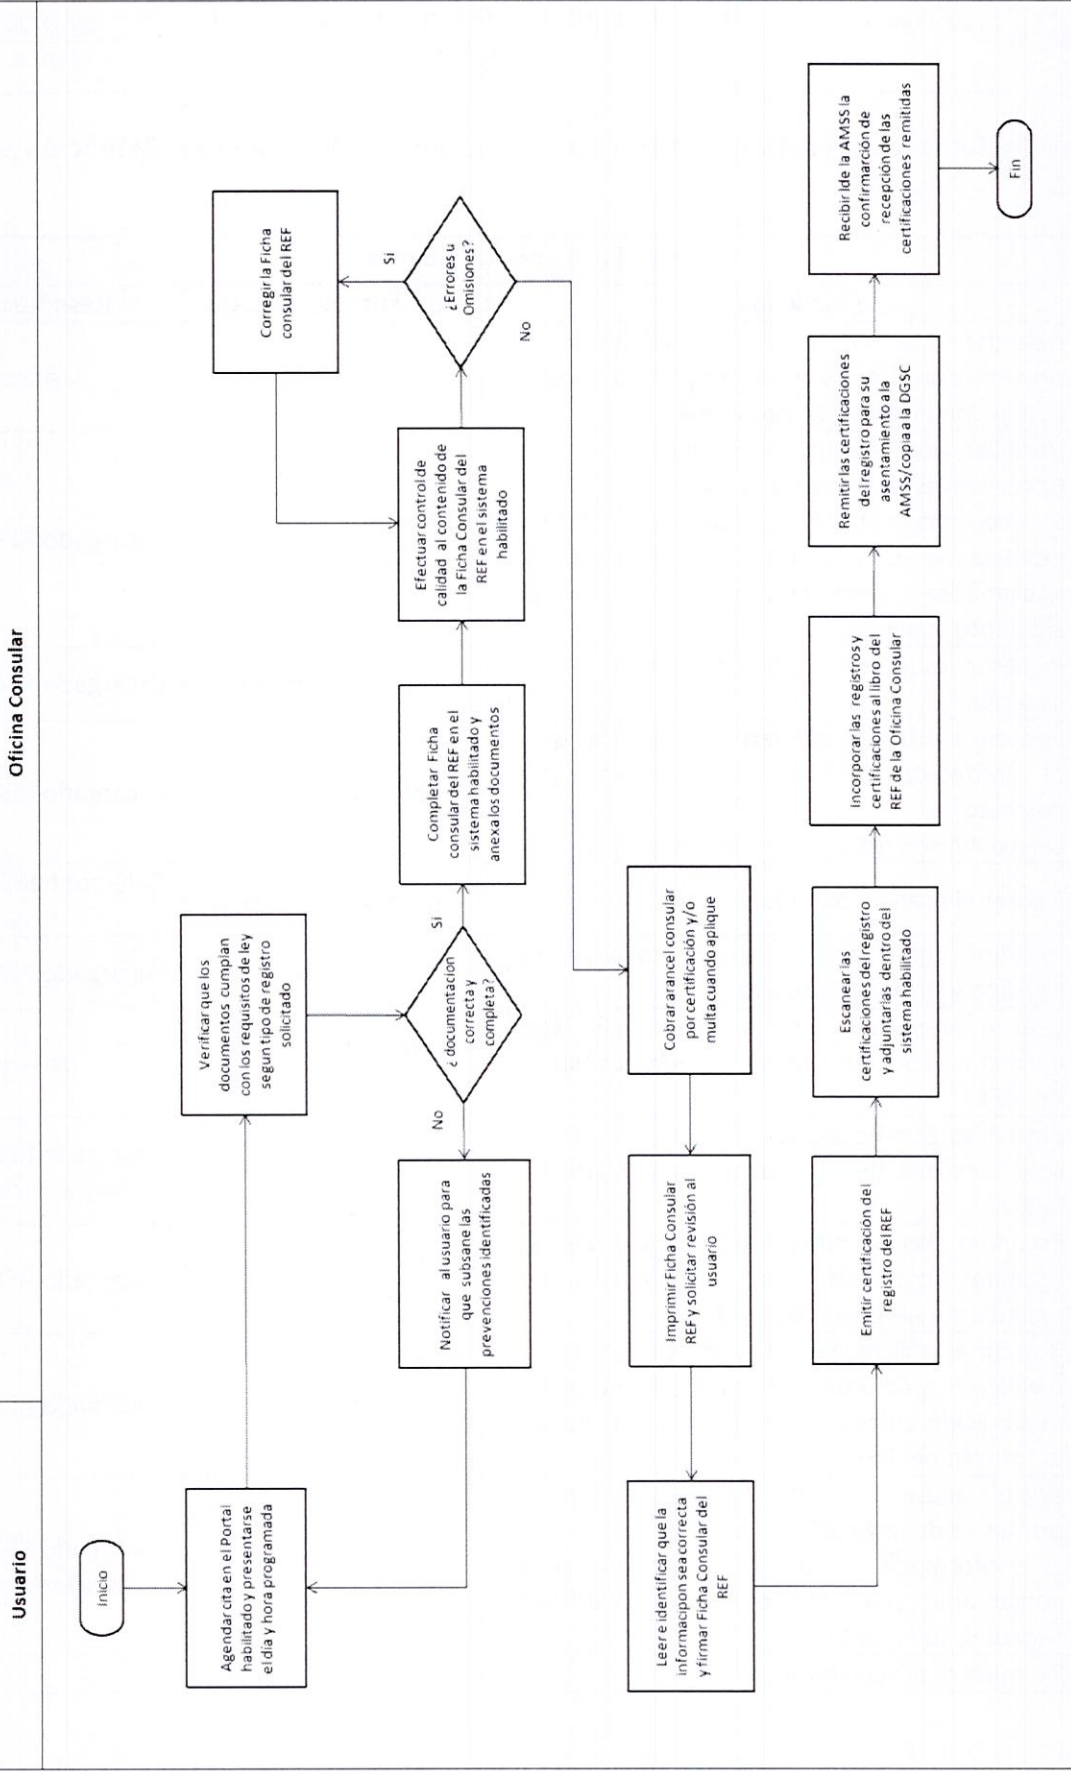 Usuario
Oficina Consular
Inicio
Agendar cita en el Portal
habilitado y presentarse
el día y hora programada
Verificar que los
documentos cumplan
con los requisitos de ley
segun tipo de registro
solicitado
¿documentacion
correcta y
completa?
No
Si
Notificar al usuario para
que subsane las
prevenciones identificadas
Completar Ficha
consular del REF en el
sistema habilitado y
anexa los documentos
Efectuar control de
calidad al contenido de
la Ficha Consular del
REF en el sistema
habilitado
¿Errores u
Omisiones?
Si
No
Corregir la Ficha
consular del REF
Cobrar arancel consular
por certificación y/o
multa cuando aplique
Imprimir Ficha Consular
REF y solicitar revisión al
usuario
Leer e identificar que la
informacipon sea correcta
y firmar Ficha Consular del
REF
Emitir certificación del
registro del REF
Escanear las
certificaciones del registro
y adjuntarlas dentro del
sistema habilitado
Incorporar las registros y
certificaciones al libro del
REF de la Oficina Consular
Remitir las certificaciones
del registro para su
asentamiento a la
AMSS/copia a la DGSC
Recibir lde la AMSS la
confirmarción de
recepción de las
certificaciones remitidas
Fin